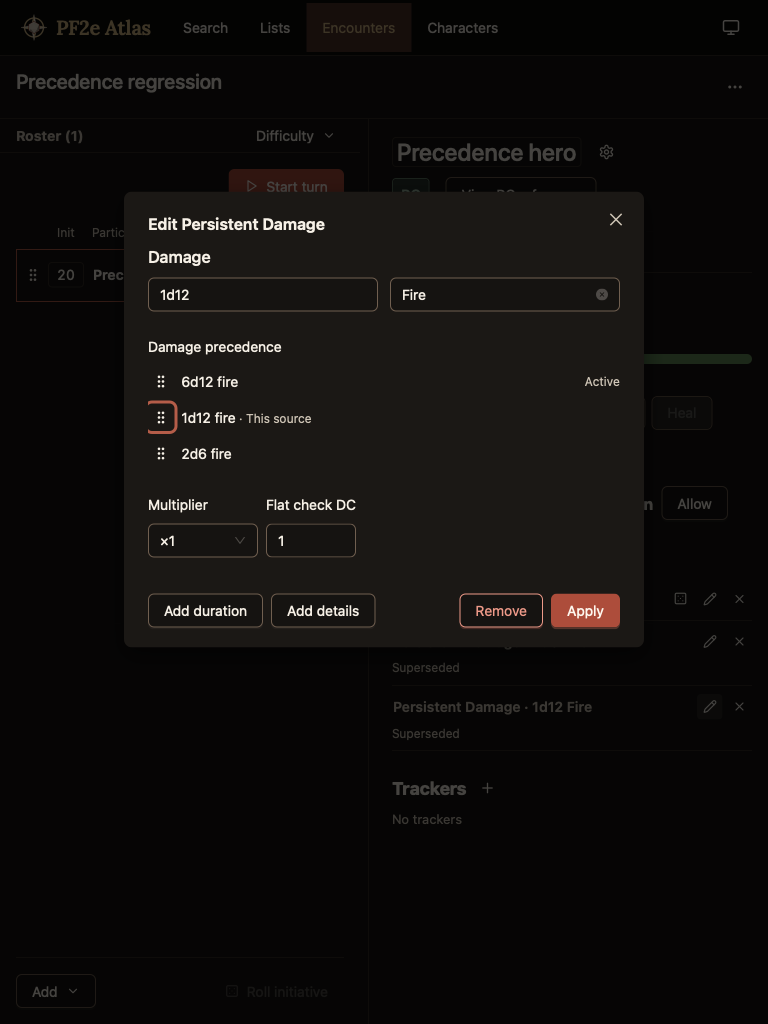 PF2e Atlas Search Lists Encounters Characters
Precedence regression
Roster (1) Difficulty
Precedence hero
Start turn
Init
20 Prec
Edit Persistent Damage
Damage
1d12 Fire
Damage precedence
6d12 fire Active
1d12 fire · This source
2d6 fire
Multiplier Flat check DC
×1 1
Add duration Add details Remove Apply
Heal
Allow
Superseded
Persistent Damage · 1d12 Fire
Superseded
Trackers +
No trackers
Add Roll initiative